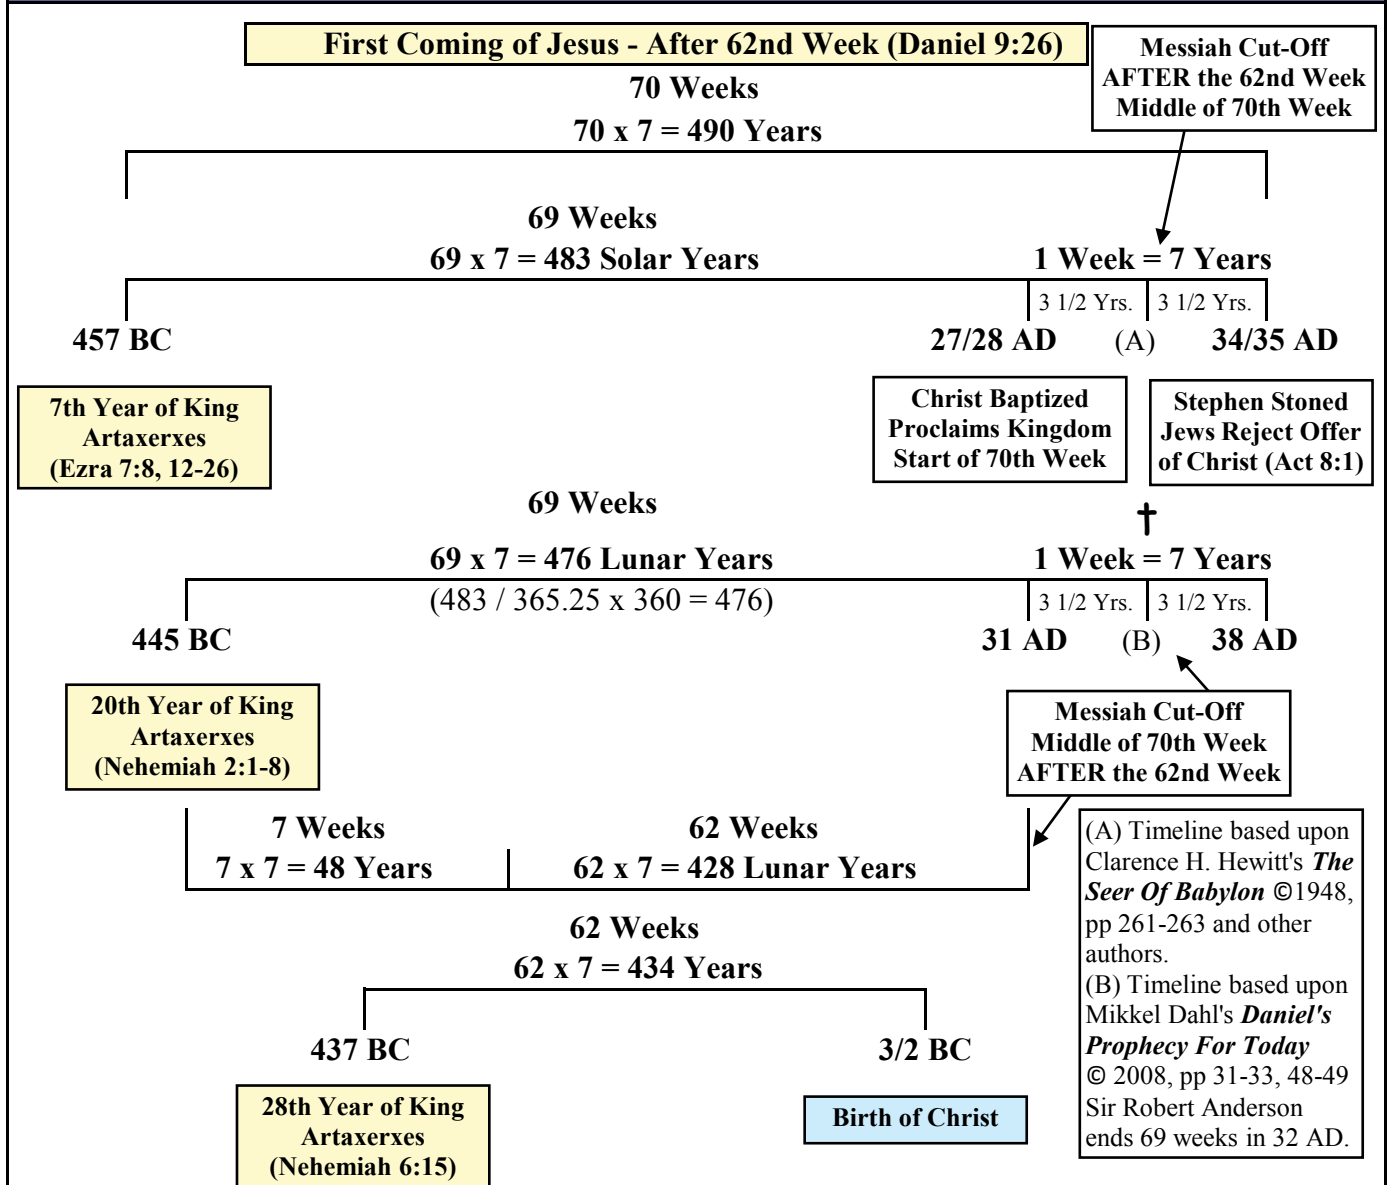 First Coming of Jesus - After 62nd Week (Daniel 9:26)
Messiah Cut-Off
AFTER the 62nd Week
Middle of 70th Week
70 Weeks
70 x 7 = 490 Years
69 Weeks
69 x 7 = 483 Solar Years
1 Week = 7 Years
3 1/2 Yrs.
3 1/2 Yrs.
457 BC
27/28 AD
(A)
34/35 AD
7th Year of King
Artaxerxes
(Ezra 7:8, 12-26)
Christ Baptized
Proclaims Kingdom
Start of 70th Week
Stephen Stoned
Jews Reject Offer
of Christ (Act 8:1)
69 Weeks
69 x 7 = 476 Lunar Years
(483 / 365.25 x 360 = 476)
1 Week = 7 Years
3 1/2 Yrs.
3 1/2 Yrs.
445 BC
31 AD
(B)
38 AD
20th Year of King
Artaxerxes
(Nehemiah 2:1-8)
Messiah Cut-Off
Middle of 70th Week
AFTER the 62nd Week
7 Weeks
7 x 7 = 48 Years
62 Weeks
62 x 7 = 428 Lunar Years
62 Weeks
62 x 7 = 434 Years
437 BC
3/2 BC
28th Year of King
Artaxerxes
(Nehemiah 6:15)
Birth of Christ
(A) Timeline based upon
Clarence H. Hewitt's The
Seer Of Babylon ©1948,
pp 261-263 and other
authors.
(B) Timeline based upon
Mikkel Dahl's Daniel's
Prophecy For Today
© 2008, pp 31-33, 48-49
Sir Robert Anderson
ends 69 weeks in 32 AD.